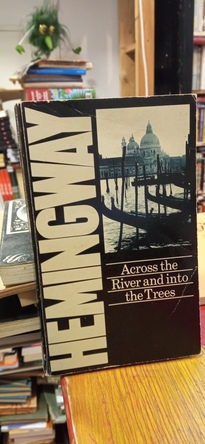 HEMINGWAY
Across the
River and into
the Trees